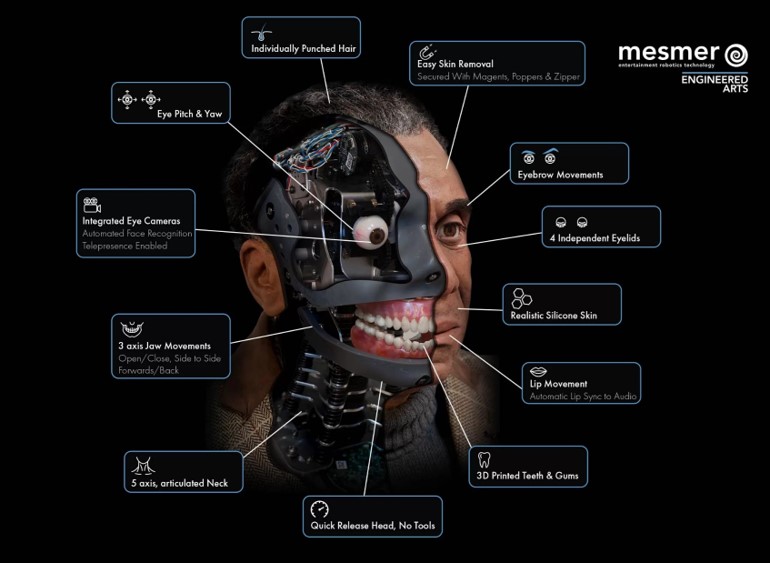 Individually Punched Hair
Easy Skin Removal
Secured With Magents, Poppers & Zipper
mesmer
entertainment robotics technology
ENGINEERED
ARTS
Eye Pitch & Yaw
Eyebrow Movements
Integrated Eye Cameras
Automated Face Recognition
Telepresence Enabled
4 Independent Eyelids
Realistic Silicone Skin
3 axis Jaw Movements
Open/Close, Side to Side
Forwards/Back
Lip Movement
Automatic Lip Sync to Audio
5 axis, articulated Neck
3D Printed Teeth & Gums
Quick Release Head, No Tools